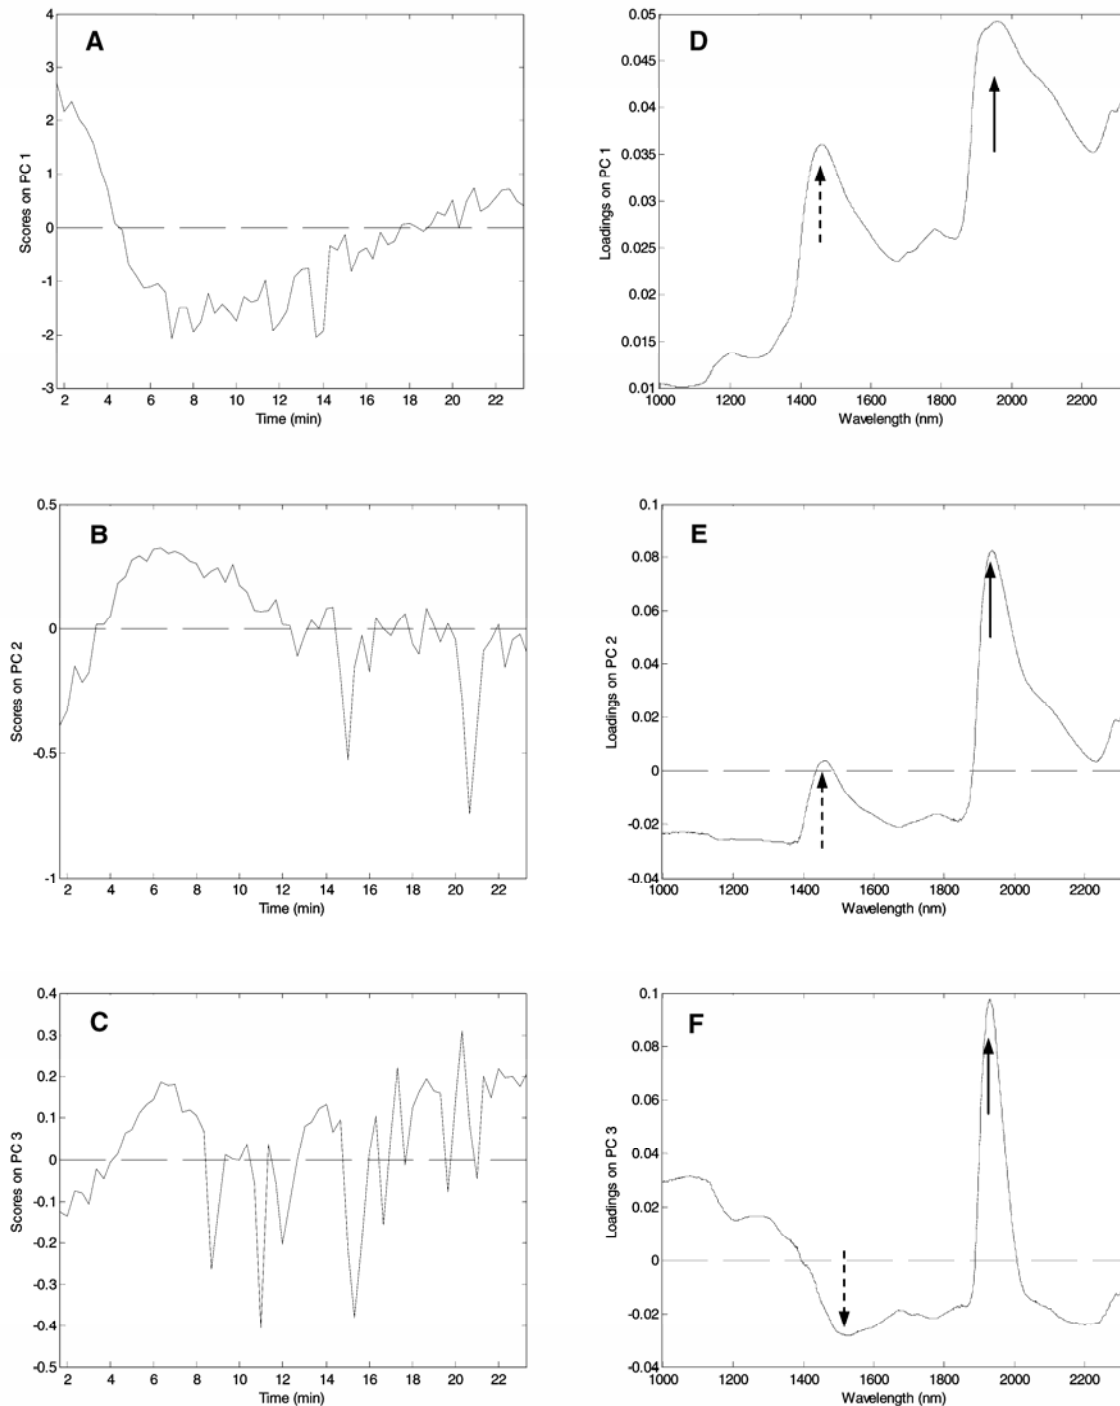 A
4
3
2
1
0
-1
-2
-3
Scores on PC 1
2 4 6 8 10 12 14 16 18 20 22
Time (min)
D
0.05
0.045
0.04
0.035
0.03
0.025
0.02
0.015
0.01
Loadings on PC 1
1000 1200 1400 1600 1800 2000 2200
Wavelength (nm)
B
0.5
0
-0.5
-1
Scores on PC 2
2 4 6 8 10 12 14 16 18 20 22
Time (min)
E
0.1
0.08
0.06
0.04
0.02
0
-0.02
-0.04
Loadings on PC 2
1000 1200 1400 1600 1800 2000 2200
Wavelength (nm)
C
0.4
0.3
0.2
0.1
0
-0.1
-0.2
-0.3
-0.4
-0.5
Scores on PC 3
2 4 6 8 10 12 14 16 18 20 22
Time (min)
F
0.1
0.08
0.06
0.04
0.02
0
-0.02
-0.04
Loadings on PC 3
1000 1200 1400 1600 1800 2000 2200
Wavelength (nm)